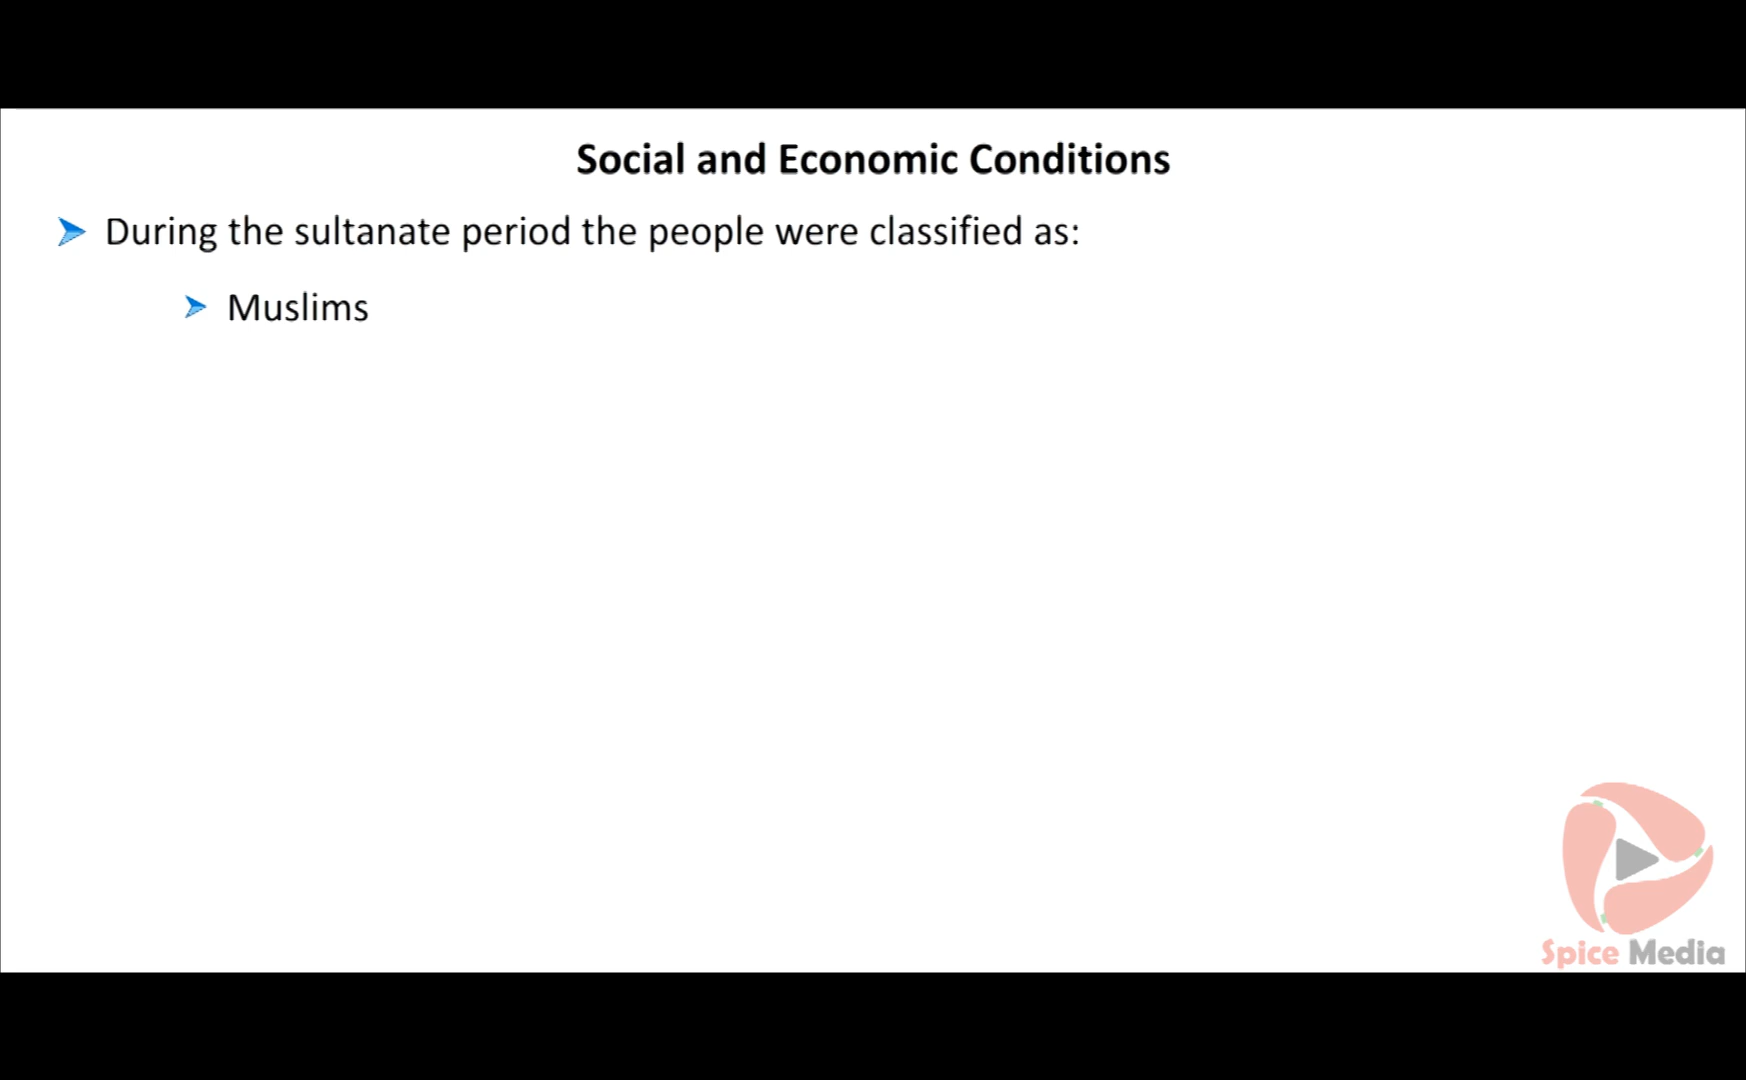 Social and Economic Conditions
During the sultanate period the people were classified as:
Muslims
Spice Media